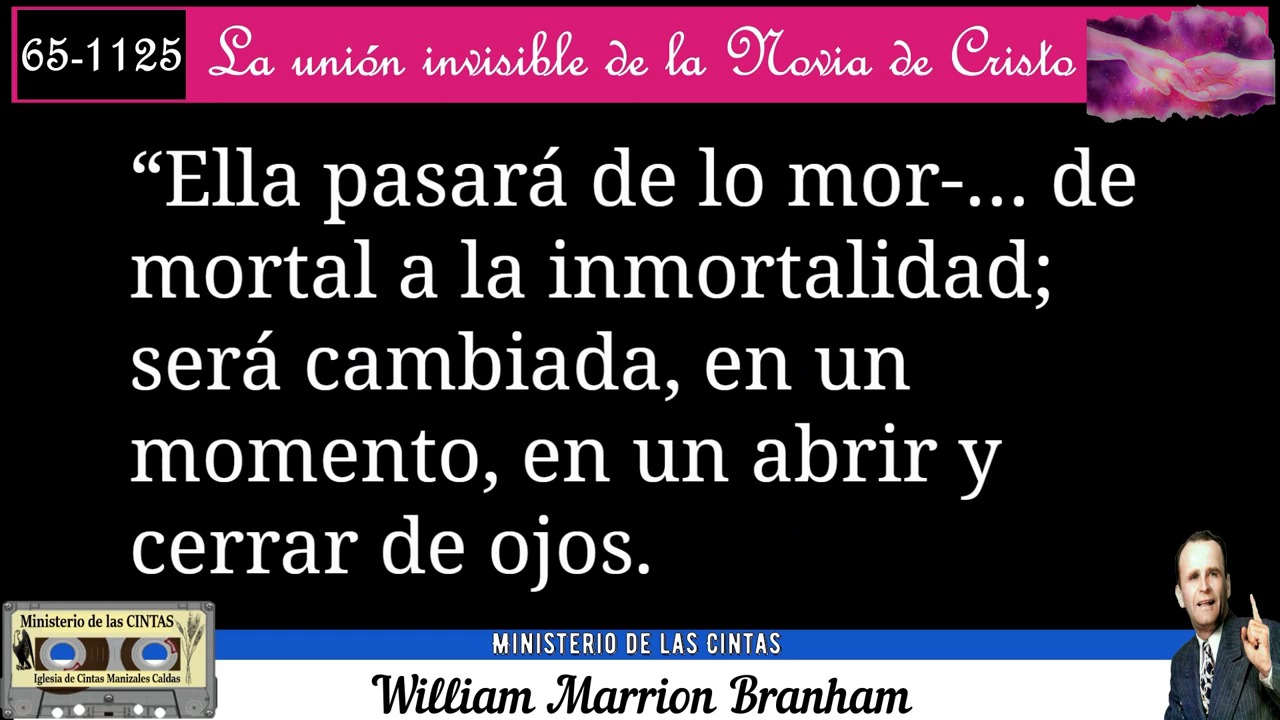 65-1125 La unión invisible de la Novia de Cristo
“Ella pasará de lo mor-... de
mortal a la inmortalidad;
será cambiada, en un
momento, en un abrir y
cerrar de ojos.
Ministerio de las CINTAS
Iglesia de Cintas Manizales Caldas
MINISTERIO DE LAS CINTAS
William Marrion Branham